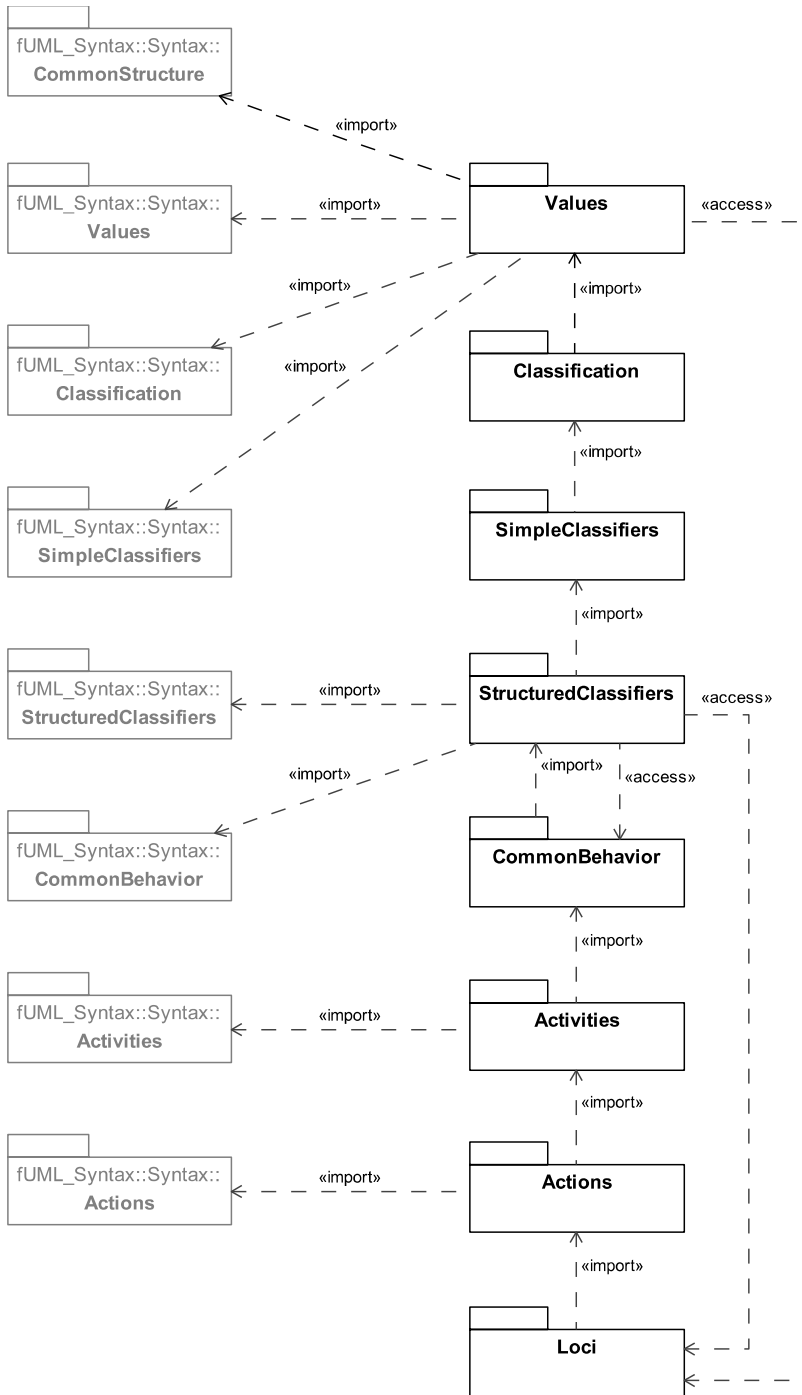 fUML_Syntax::Syntax::
CommonStructure
«import»
fUML_Syntax::Syntax::
Values
«import»
Values
«access»
«import»
«import»
fUML_Syntax::Syntax::
Classification
«import»
Classification
«import»
fUML_Syntax::Syntax::
SimpleClassifiers
SimpleClassifiers
«import»
fUML_Syntax::Syntax::
StructuredClassifiers
«import»
StructuredClassifiers
«access»
«import»
«import»
«access»
fUML_Syntax::Syntax::
CommonBehavior
CommonBehavior
«import»
fUML_Syntax::Syntax::
Activities
«import»
Activities
«import»
fUML_Syntax::Syntax::
Actions
«import»
Actions
«import»
Loci